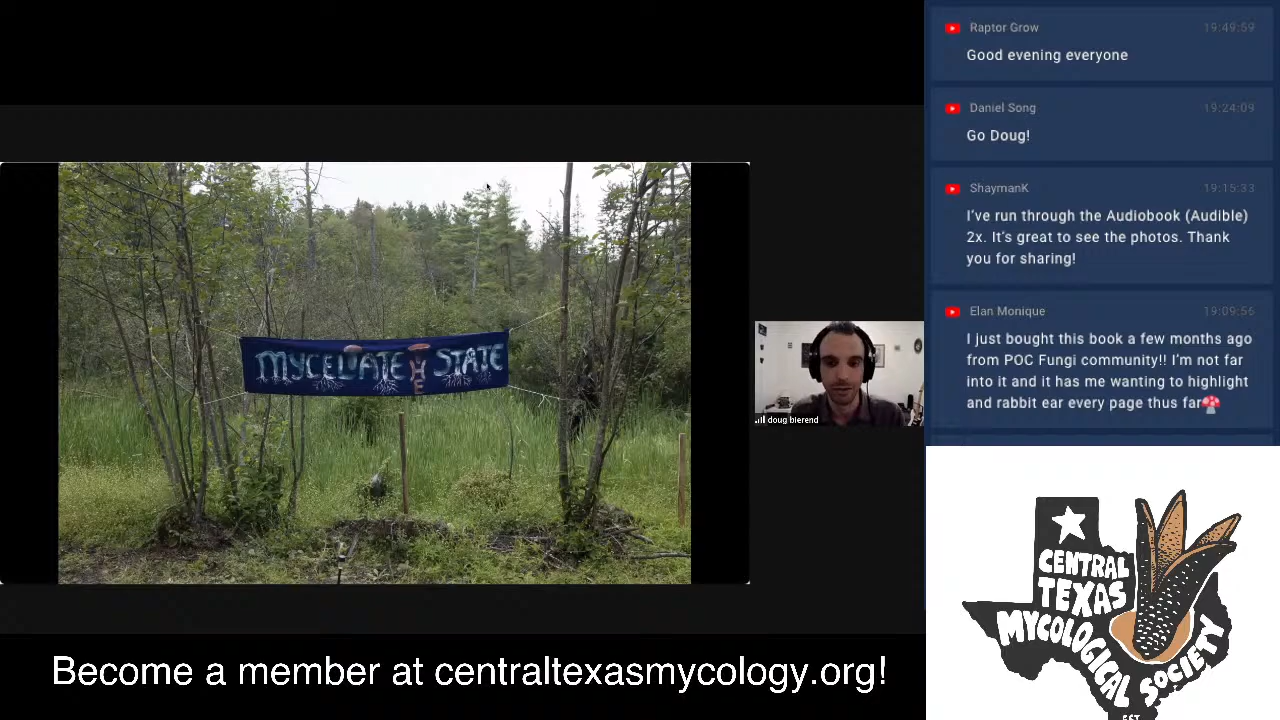 MYCELIATE THE STATE
doug bierend
Become a member at centraltexasmycology.org!
Raptor Grow
19:49:59
Good evening everyone
Daniel Song
19:24:09
Go Doug!
ShaymanK
19:15:33
I've run through the Audiobook (Audible)
2x. It's great to see the photos. Thank
you for sharing!
Elan Monique
19:09:56
I just bought this book a few months ago
from POC Fungi community!! I'm not far
into it and it has me wanting to highlight
and rabbit ear every page thus far🍄
CENTRAL
TEXAS
MYCOLOGICAL
SOCIETY
EST